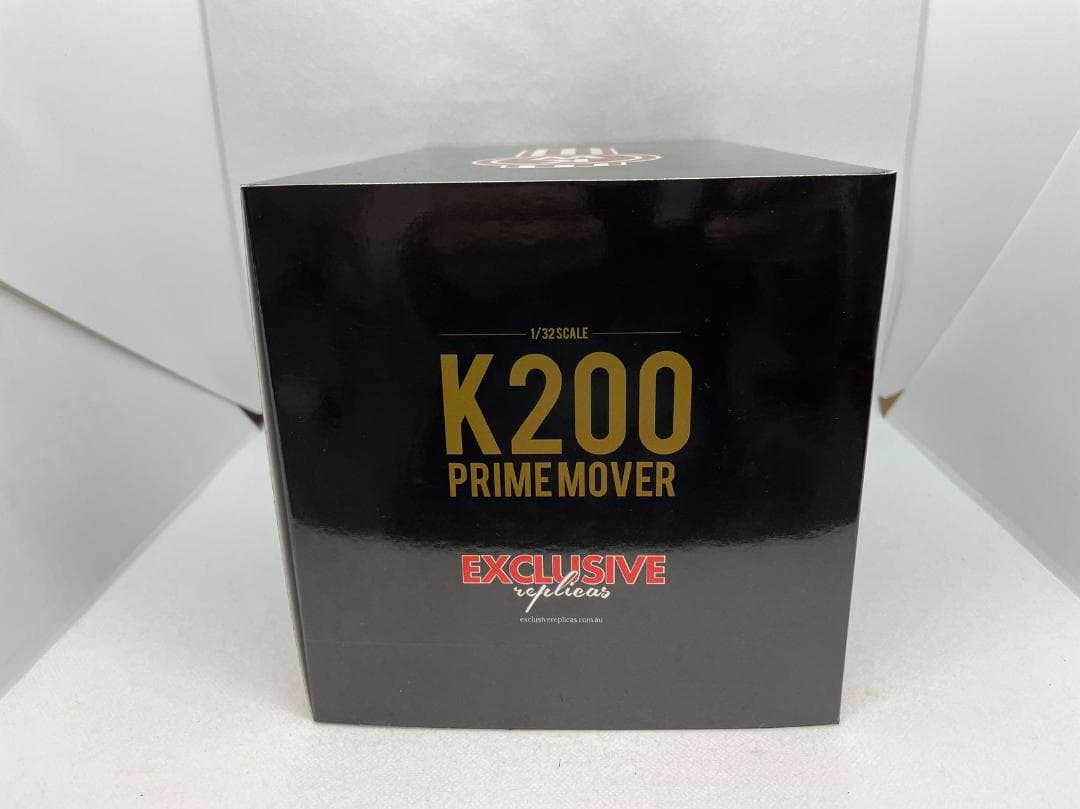 1/32 SCALE
K200
PRIME MOVER
EXCLUSIVE
replicas
exclusivereplicas.com.au